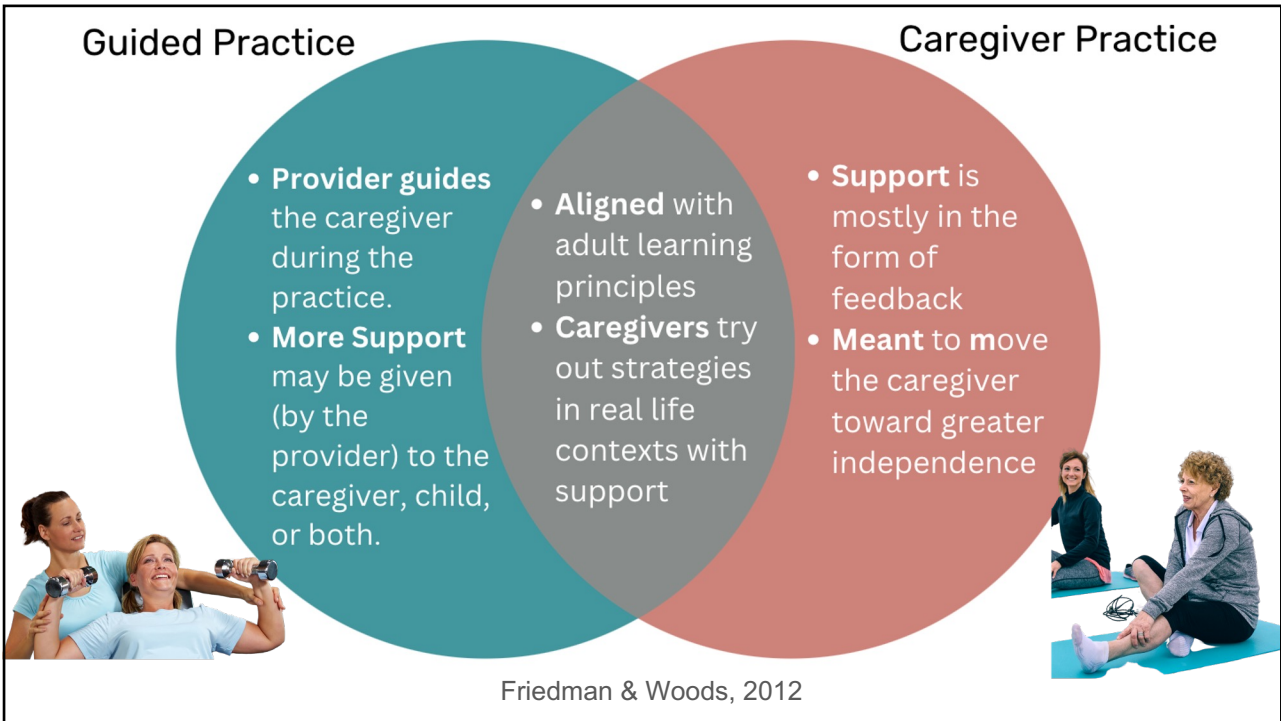 Guided Practice
Caregiver Practice
• Provider guides
the caregiver
during the
practice.
• More Support
may be given
(by the
provider) to the
caregiver, child,
or both.
• Aligned with
adult learning
principles
• Caregivers try
out strategies
in real life
contexts with
support
• Support is
mostly in the
form of
feedback
• Meant to move
the caregiver
toward greater
independence
Friedman & Woods, 2012